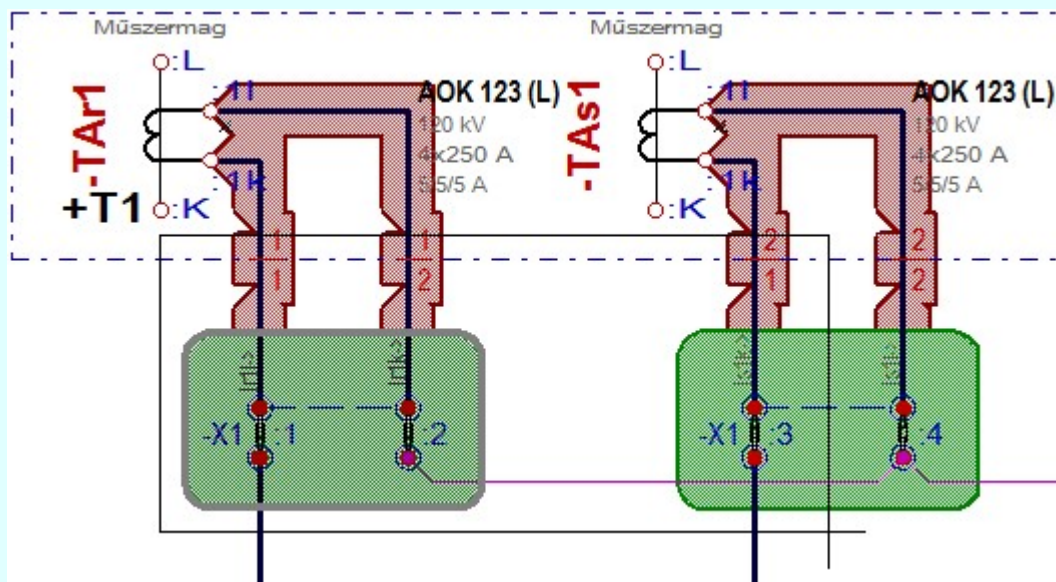 Műszermag
:L
:1l
-TAr1
AOK 123 (L)
120 kV
4x250 A
5/5/5 A
:1k
+T1
:K
1
1
1
2
-X1
:1
:2
Műszermag
:L
:1l
-TAs1
AOK 123 (L)
120 kV
4x250 A
5/5/5 A
:1k
:K
2
1
2
2
-X1
:3
:4